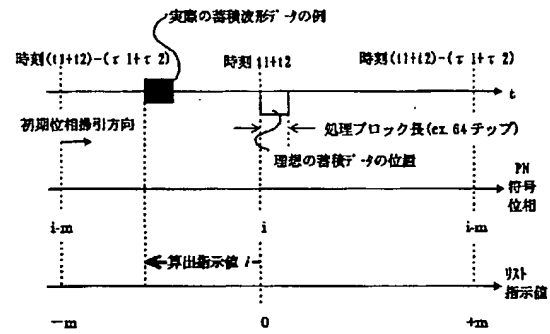 実際の蓄積波形ﾃﾞｰﾀの例
時刻(t1+t2)-(τ1+τ2)
時刻t1+t2
時刻(t1+t2)-(τ1+τ2)
t
初期位相掃引方向
処理ブロック長(ex.64チップ)
理想の蓄積ﾃﾞｰﾀの位置
PN
符号
位相
i-m
i
i-m
算出指示値 i
ﾘｽﾄ
指示値
-m
0
+m